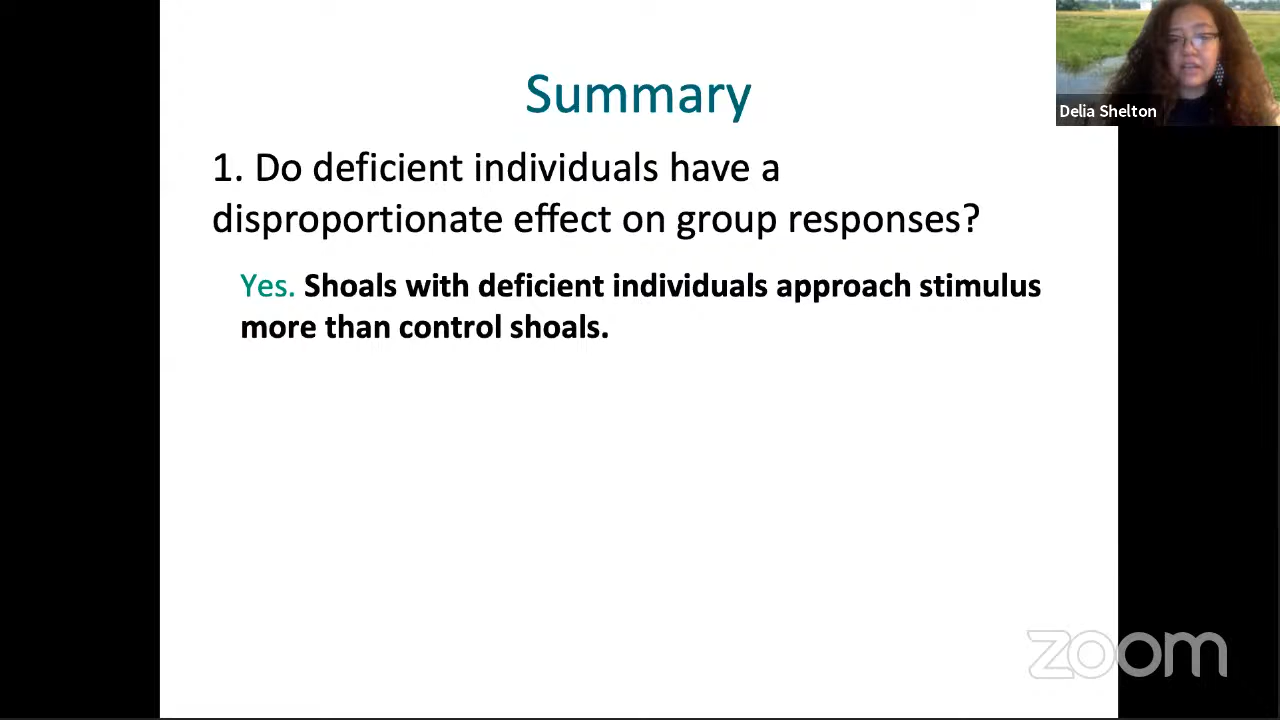 Summary
Delia Shelton
1. Do deficient individuals have a
disproportionate effect on group responses?
Yes. Shoals with deficient individuals approach stimulus
more than control shoals.
zoom